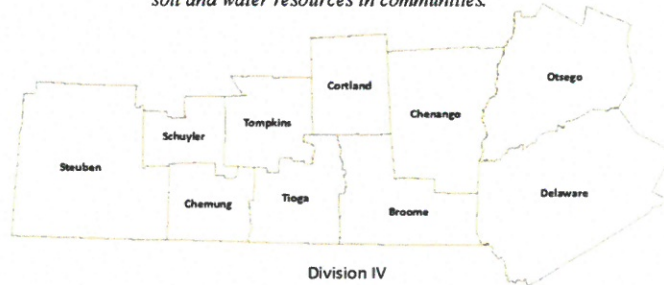 soil and water resources in communities.
Otsego
Cortland
Chenango
Tompkins
Schuyler
Steuben
Delaware
Tioga
Chemung
Broome
Division IV